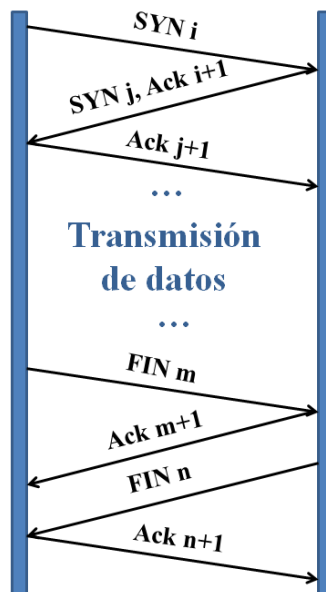 SYN i
SYN j, Ack i+1
Ack j+1
...
Transmisión
de datos
...
FIN m
Ack m+1
FIN n
Ack n+1